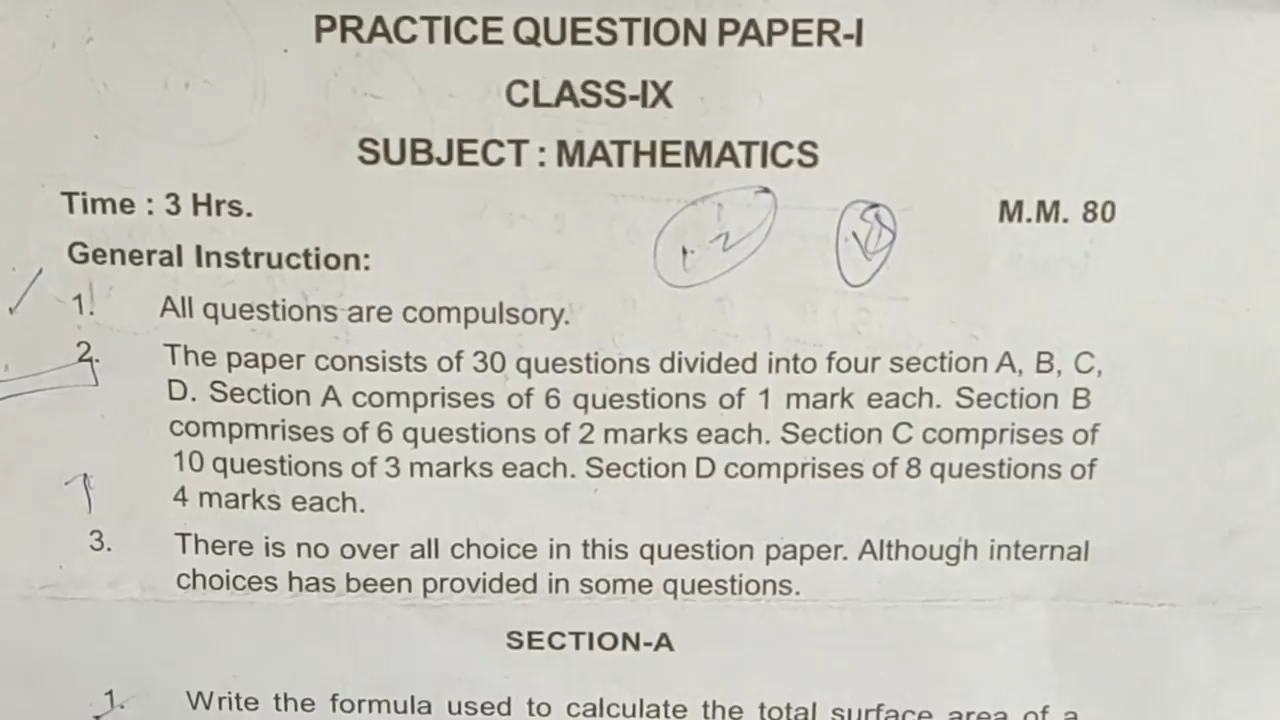 PRACTICE QUESTION PAPER-I
CLASS-IX
SUBJECT : MATHEMATICS
Time : 3 Hrs.
M.M. 80
General Instruction:
1. All questions are compulsory.
2. The paper consists of 30 questions divided into four section A, B, C,
D. Section A comprises of 6 questions of 1 mark each. Section B
compmrises of 6 questions of 2 marks each. Section C comprises of
10 questions of 3 marks each. Section D comprises of 8 questions of
4 marks each.
3. There is no over all choice in this question paper. Although internal
choices has been provided in some questions.
SECTION-A
1. Write the formula used to calculate the total surface area of a